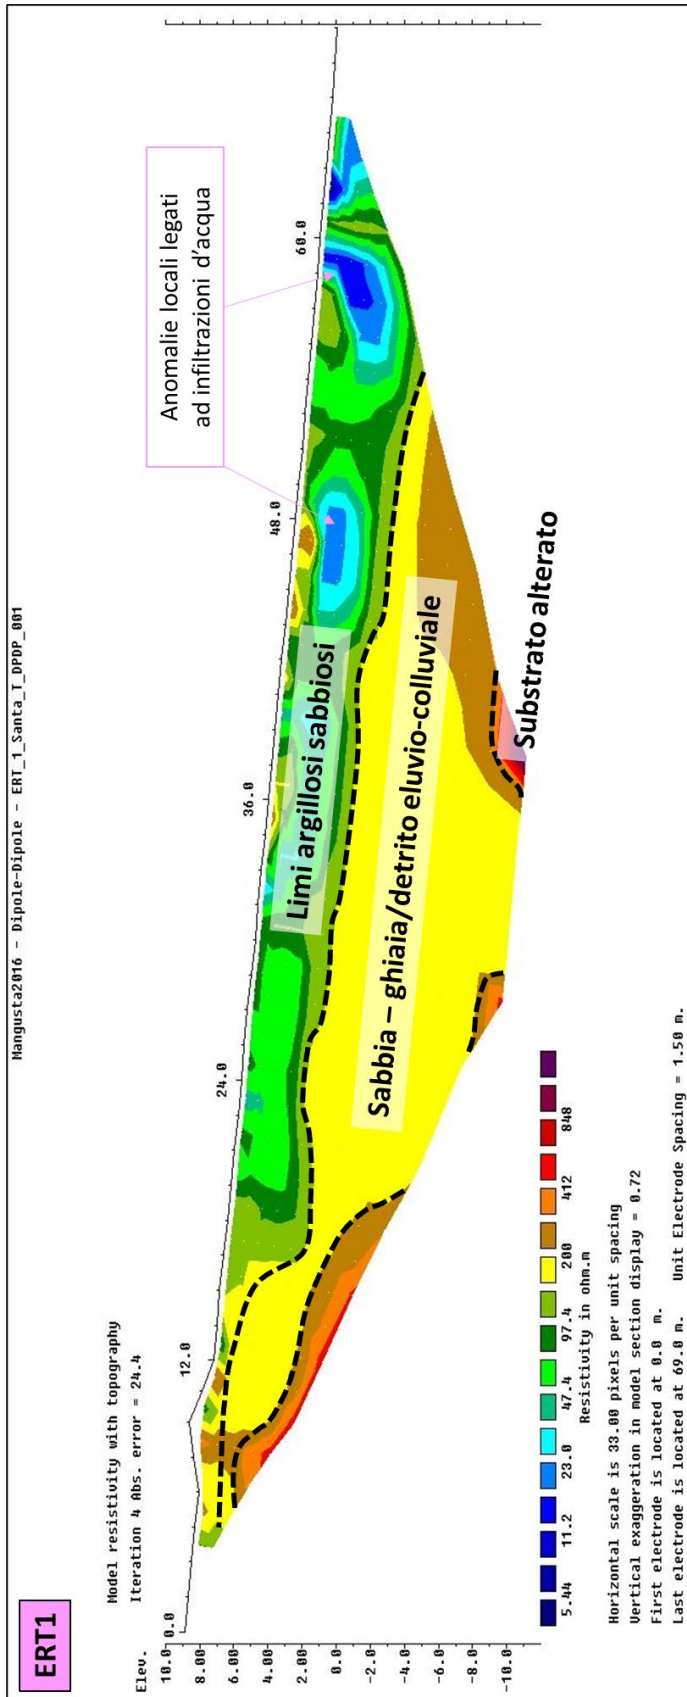 ERT1
Mangusta2016 - Dipole-Dipole - ERT_1_Santa_T_DPDP_001
Model resistivity with topography
Iteration 4 Abs. error = 24.4
Elev.
10.0
8.00
6.00
4.00
2.00
0.0
-2.0
-4.0
-6.0
-8.0
-10.0
0.0
12.0
24.0
36.0
48.0
60.0
Anomalie locali legati
ad infiltrazioni d'acqua
Limi argillosi sabbiosi
Sabbia – ghiaia/detrito eluvio-colluviale
Substrato alterato
5.44 11.2 23.0 47.4 97.4 200 412 848
Resistivity in ohm.m
Horizontal scale is 33.00 pixels per unit spacing
Vertical exaggeration in model section display = 0.72
First electrode is located at 0.0 m.
Last electrode is located at 69.0 m. Unit Electrode Spacing = 1.50 m.